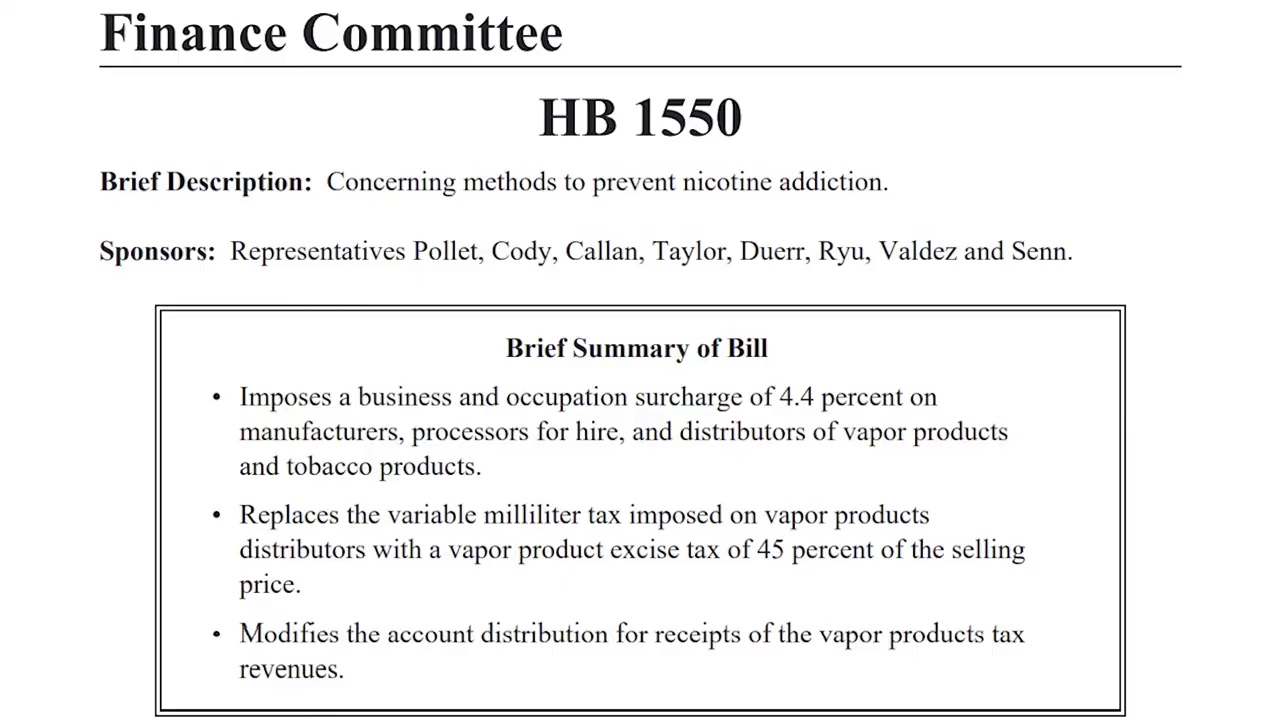 Finance Committee
HB 1550
Brief Description: Concerning methods to prevent nicotine addiction.
Sponsors: Representatives Pollet, Cody, Callan, Taylor, Duerr, Ryu, Valdez and Senn.
Brief Summary of Bill
• Imposes a business and occupation surcharge of 4.4 percent on
manufacturers, processors for hire, and distributors of vapor products
and tobacco products.
• Replaces the variable milliliter tax imposed on vapor products
distributors with a vapor product excise tax of 45 percent of the selling
price.
• Modifies the account distribution for receipts of the vapor products tax
revenues.